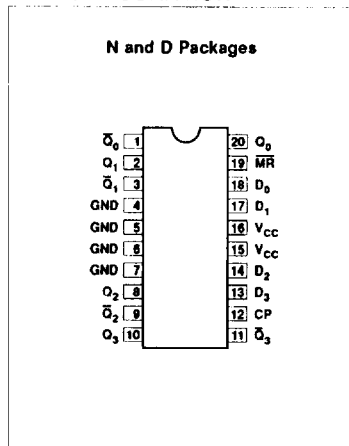 N and D Packages
Q̅₀ 1 20 Q₀
Q₁ 2 19 M̅R̅
Q̅₁ 3 18 D₀
GND 4 17 D₁
GND 5 16 VCC
GND 6 15 VCC
GND 7 14 D₂
Q₂ 8 13 D₃
Q̅₂ 9 12 CP
Q₃ 10 11 Q̅₃